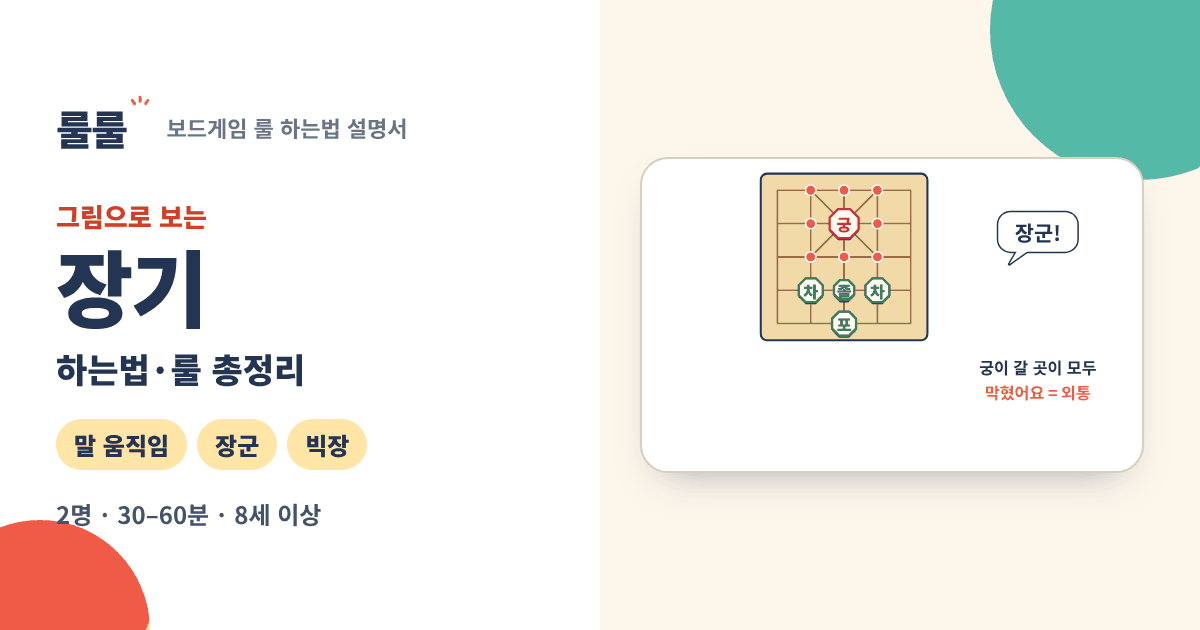 룰룰 보드게임 룰 하는법 설명서
그림으로 보는
장기
하는법·룰 총정리
말 움직임 장군 빅장
2명 · 30–60분 · 8세 이상
궁
장군!
차 졸 차
포
궁이 갈 곳이 모두
막혔어요 = 외통